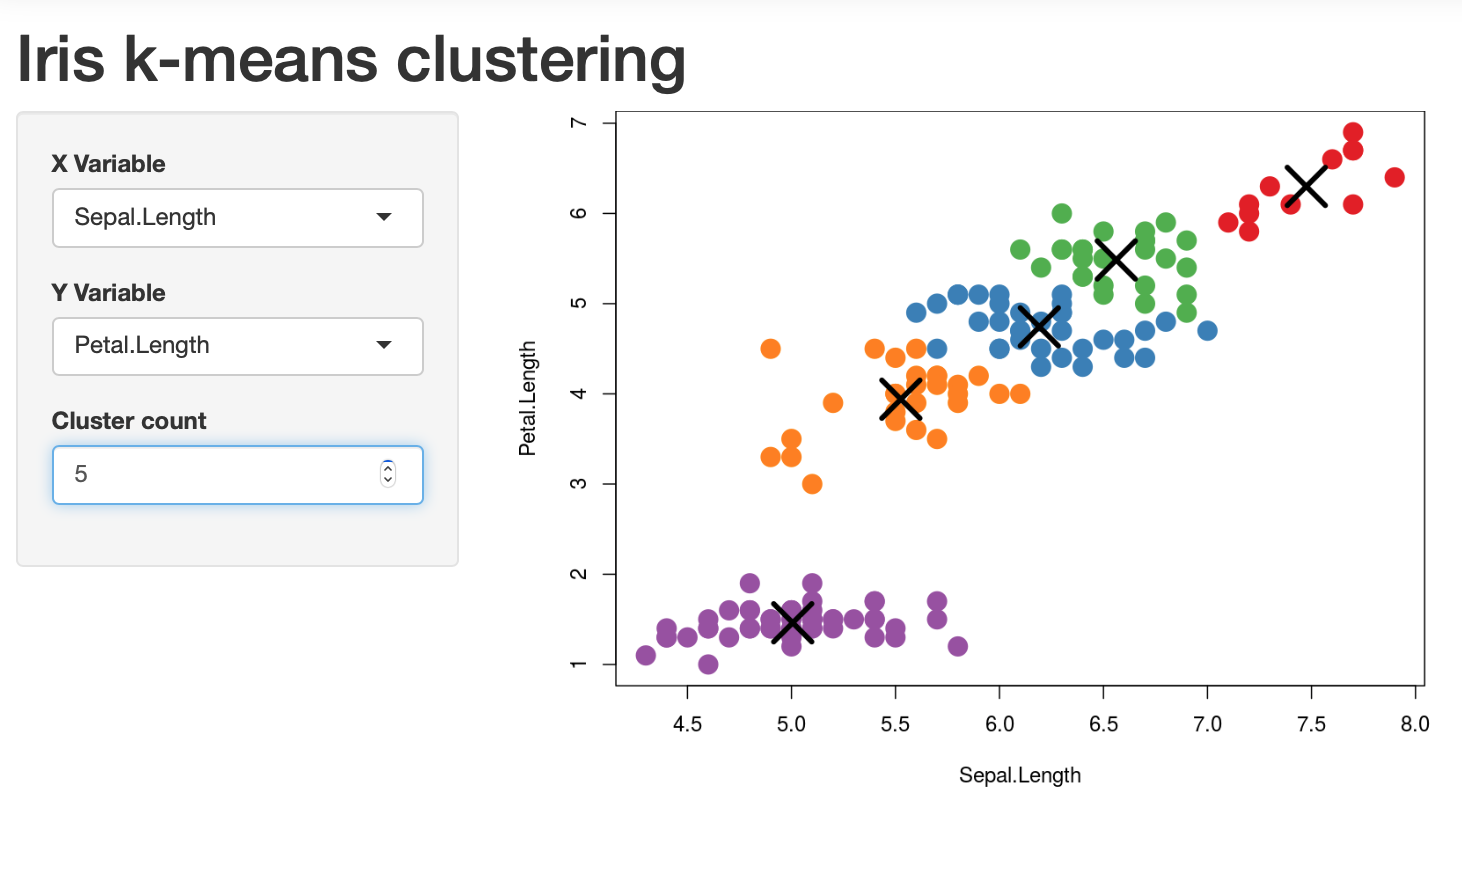 Iris k-means clustering
X Variable
Sepal.Length
Y Variable
Petal.Length
Cluster count
5
Petal.Length
7
6
5
4
3
2
1
4.5 5.0 5.5 6.0 6.5 7.0 7.5 8.0
Sepal.Length